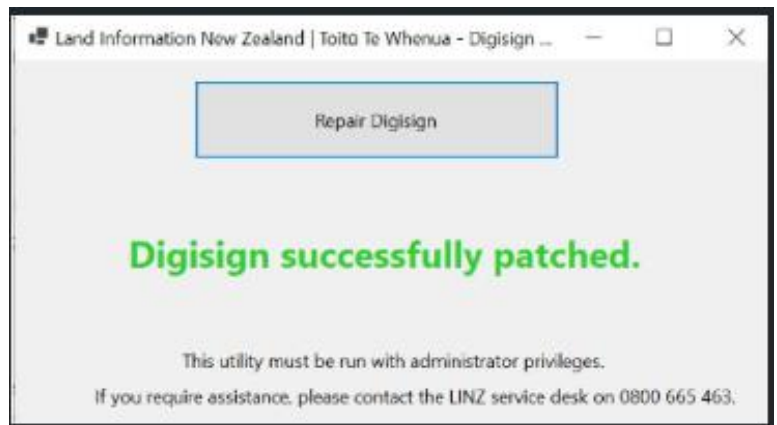 Land Information New Zealand | Toitū Te Whenua - Digisign ...
Repair Digisign
Digisign successfully patched.
This utility must be run with administrator privileges.
If you require assistance, please contact the LINZ service desk on 0800 665 463.